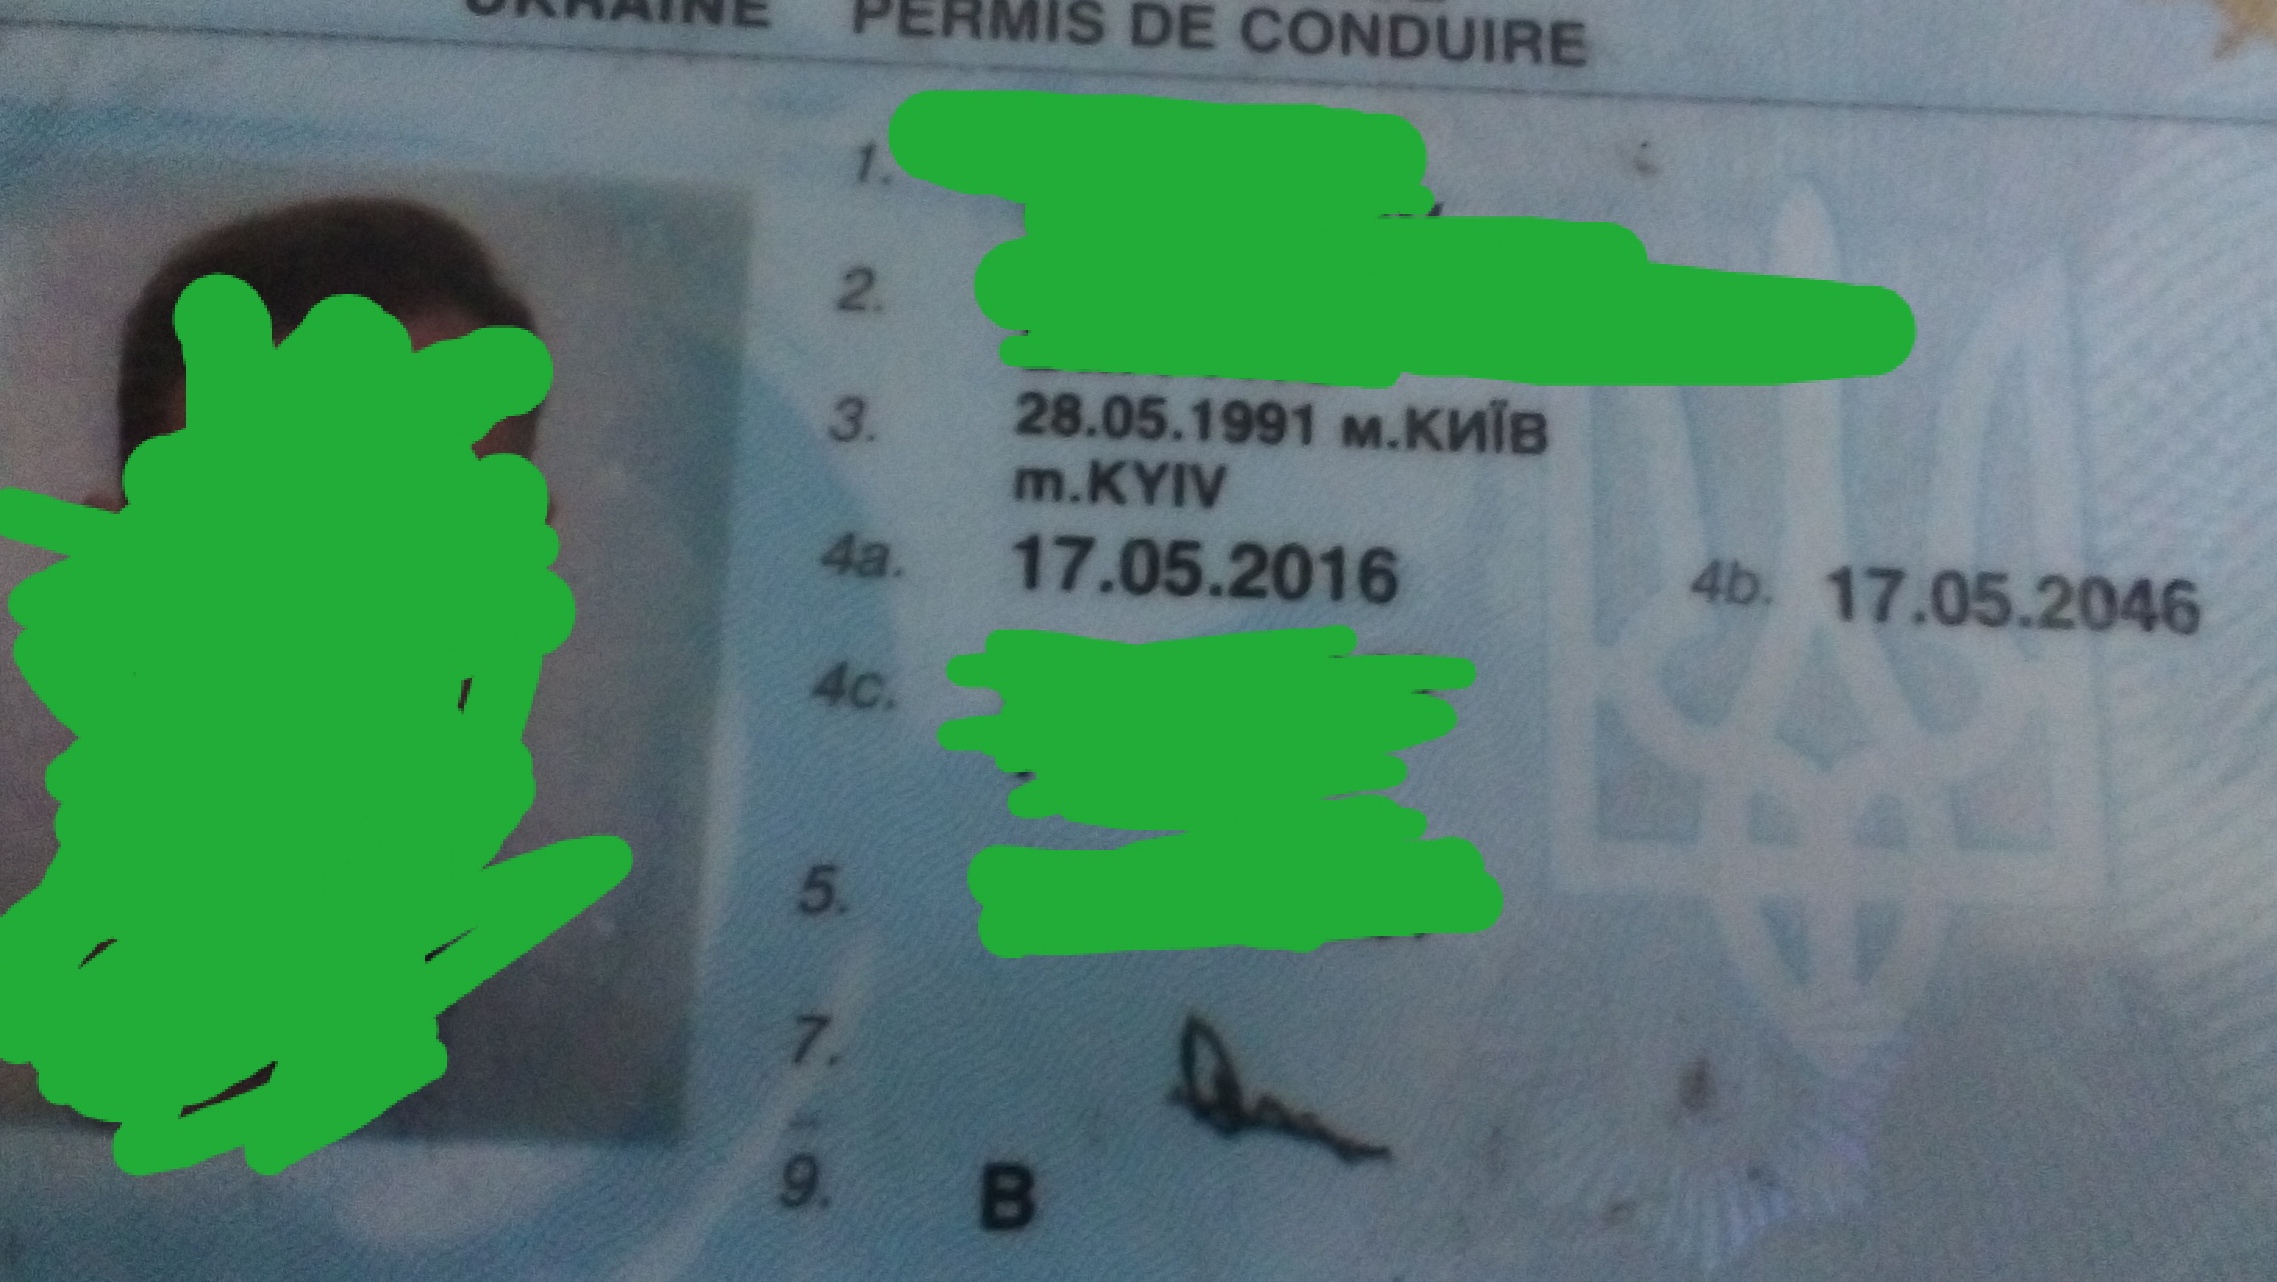 UKRAINE PERMIS DE CONDUIRE
1.
2.
3. 28.05.1991 м.КИЇВ
m.KYIV
4a. 17.05.2016 4b. 17.05.2046
4c.
5.
7.
9. B